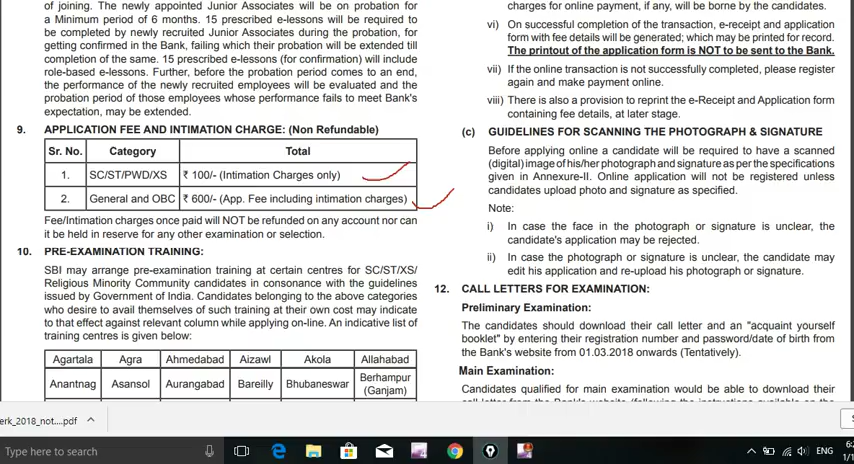 of joining. The newly appointed Junior Associates will be on probation for
a Minimum period of 6 months. 15 prescribed e-lessons will be required to
be completed by newly recruited Junior Associates during the probation, for
getting confirmed in the Bank, failing which their probation will be extended till
completion of the same. 15 prescribed e-lessons (for confirmation) will include
role-based e-lessons. Further, before the probation period comes to an end,
the performance of the newly recruited employees will be evaluated and the
probation period of those employees whose performance fails to meet Bank's
expectation, may be extended.
9. APPLICATION FEE AND INTIMATION CHARGE: (Non Refundable)
Sr. No. Category Total
1. SC/ST/PWD/XS ₹ 100/- (Intimation Charges only)
2. General and OBC ₹ 600/- (App. Fee including intimation charges)
Fee/Intimation charges once paid will NOT be refunded on any account nor can
it be held in reserve for any other examination or selection.
10. PRE-EXAMINATION TRAINING:
SBI may arrange pre-examination training at certain centres for SC/ST/XS/
Religious Minority Community candidates in consonance with the guidelines
issued by Government of India. Candidates belonging to the above categories
who desire to avail themselves of such training at their own cost may indicate
to that effect against relevant column while applying on-line. An indicative list of
training centres is given below:
Agartala Agra Ahmedabad Aizawl Akola Allahabad
Anantnag Asansol Aurangabad Bareilly Bhubaneswar Berhampur
(Ganjam)
charges for online payment, if any, will be borne by the candidates.
vi) On successful completion of the transaction, e-receipt and application
form with fee details will be generated; which may be printed for record.
The printout of the application form is NOT to be sent to the Bank.
vii) If the online transaction is not successfully completed, please register
again and make payment online.
viii) There is also a provision to reprint the e-Receipt and Application form
containing fee details, at later stage.
(c) GUIDELINES FOR SCANNING THE PHOTOGRAPH & SIGNATURE
Before applying online a candidate will be required to have a scanned
(digital) image of his/her photograph and signature as per the specifications
given in Annexure-II. Online application will not be registered unless
candidates upload photo and signature as specified.
Note:
i) In case the face in the photograph or signature is unclear, the
candidate's application may be rejected.
ii) In case the photograph or signature is unclear, the candidate may
edit his application and re-upload his photograph or signature.
12. CALL LETTERS FOR EXAMINATION:
Preliminary Examination:
The candidates should download their call letter and an "acquaint yourself
booklet" by entering their registration number and password/date of birth from
the Bank's website from 01.03.2018 onwards (Tentatively).
Main Examination:
Candidates qualified for main examination would be able to download their
erk_2018_not....pdf
Type here to search
ENG